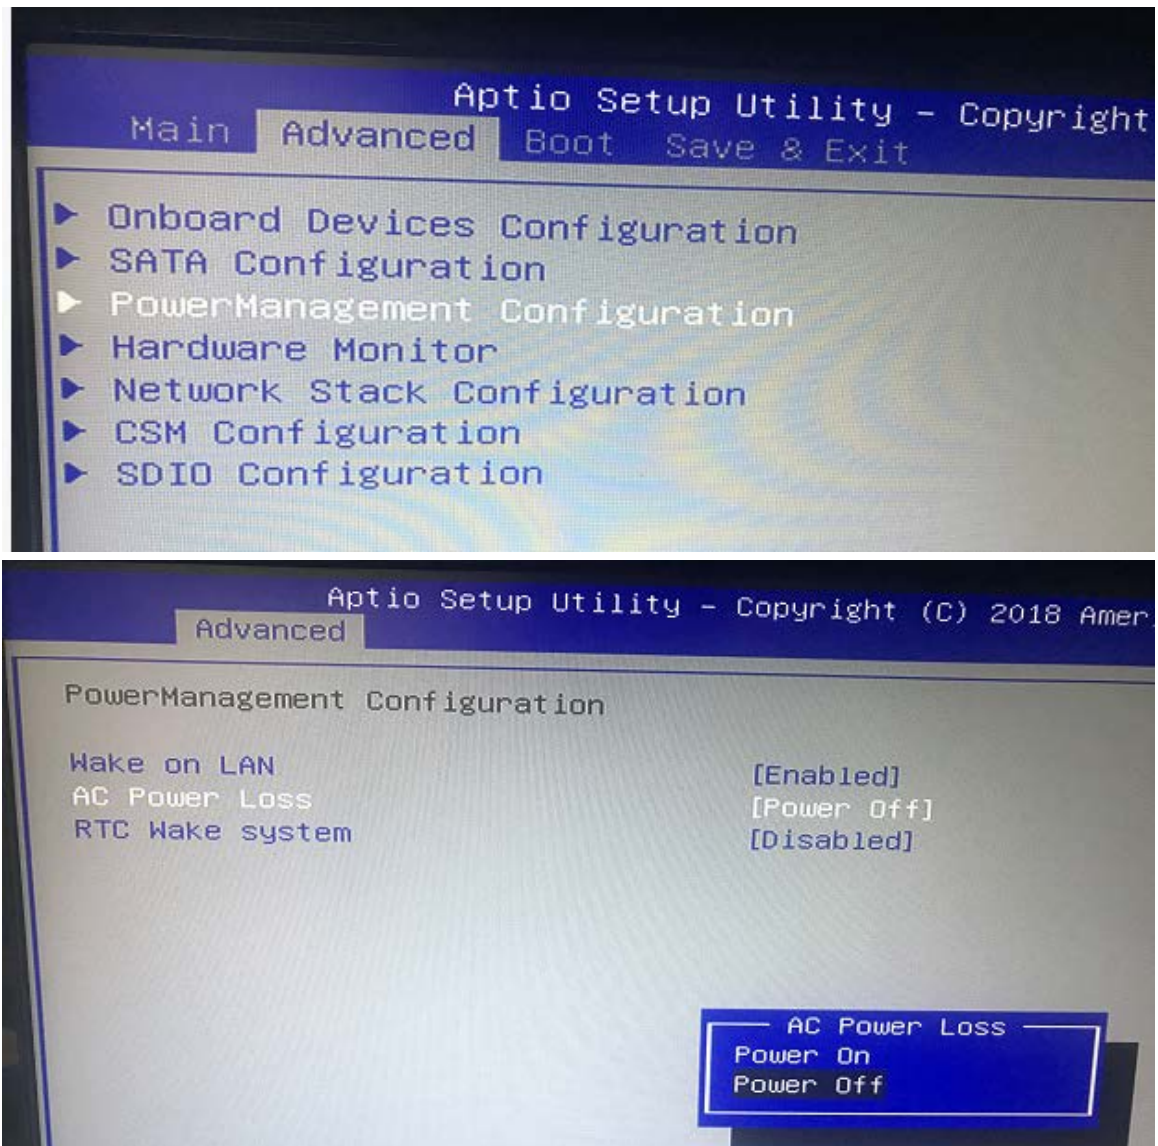 Aptio Setup Utility - Copyright
Main Advanced Boot Save & Exit
Onboard Devices Configuration
SATA Configuration
PowerManagement Configuration
Hardware Monitor
Network Stack Configuration
CSM Configuration
SDIO Configuration
Aptio Setup Utility - Copyright (C) 2018 Amer
Advanced
PowerManagement Configuration
Wake on LAN [Enabled]
AC Power Loss [Power Off]
RTC Wake system [Disabled]
AC Power Loss
Power On
Power Off